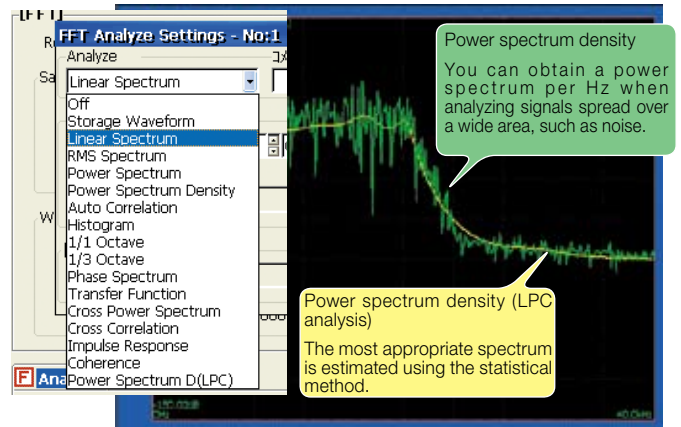 [FFT]
FFT Analyze Settings - No:1
Analyze
Linear Spectrum
Off
Storage Waveform
Linear Spectrum
RMS Spectrum
Power Spectrum
Power Spectrum Density
Auto Correlation
Histogram
1/1 Octave
1/3 Octave
Phase Spectrum
Transfer Function
Cross Power Spectrum
Cross Correlation
Impulse Response
Coherence
Power Spectrum D(LPC)
Sa
W
F Ana
Power spectrum density
You can obtain a power
spectrum per Hz when
analyzing signals spread over
a wide area, such as noise.
Power spectrum density (LPC
analysis)
The most appropriate spectrum
is estimated using the statistical
method.